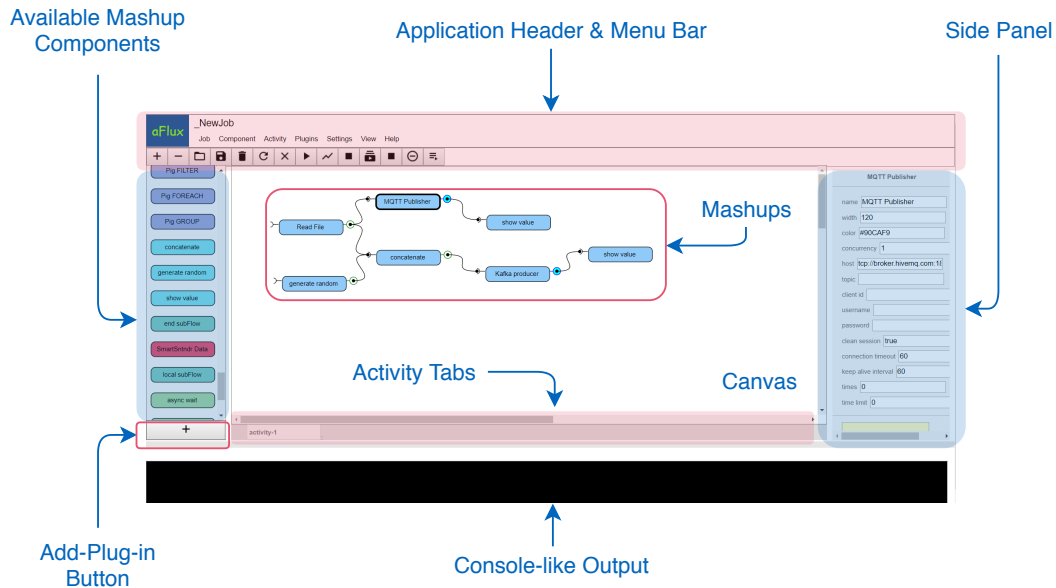 Available Mashup
Components
Application Header & Menu Bar
Side Panel
aFlux
_NewJob
Job Component Activity Plugins Settings View Help
Pig FILTER
Pig FOREACH
Pig GROUP
concatenate
generate random
show value
end subFlow
SmartSntndr Data
local subFlow
async wait
+
Read File
MQTT Publisher
show value
concatenate
Kafka producer
show value
generate random
Mashups
Activity Tabs
Canvas
activity-1
MQTT Publisher
name MQTT Publisher
width 120
color #90CAF9
concurrency 1
host tcp://broker.hivemq.com:18
topic
client id
username
password
clean session true
connection timeout 60
keep alive interval 60
times 0
time limit 0
Add-Plug-in
Button
Console-like Output